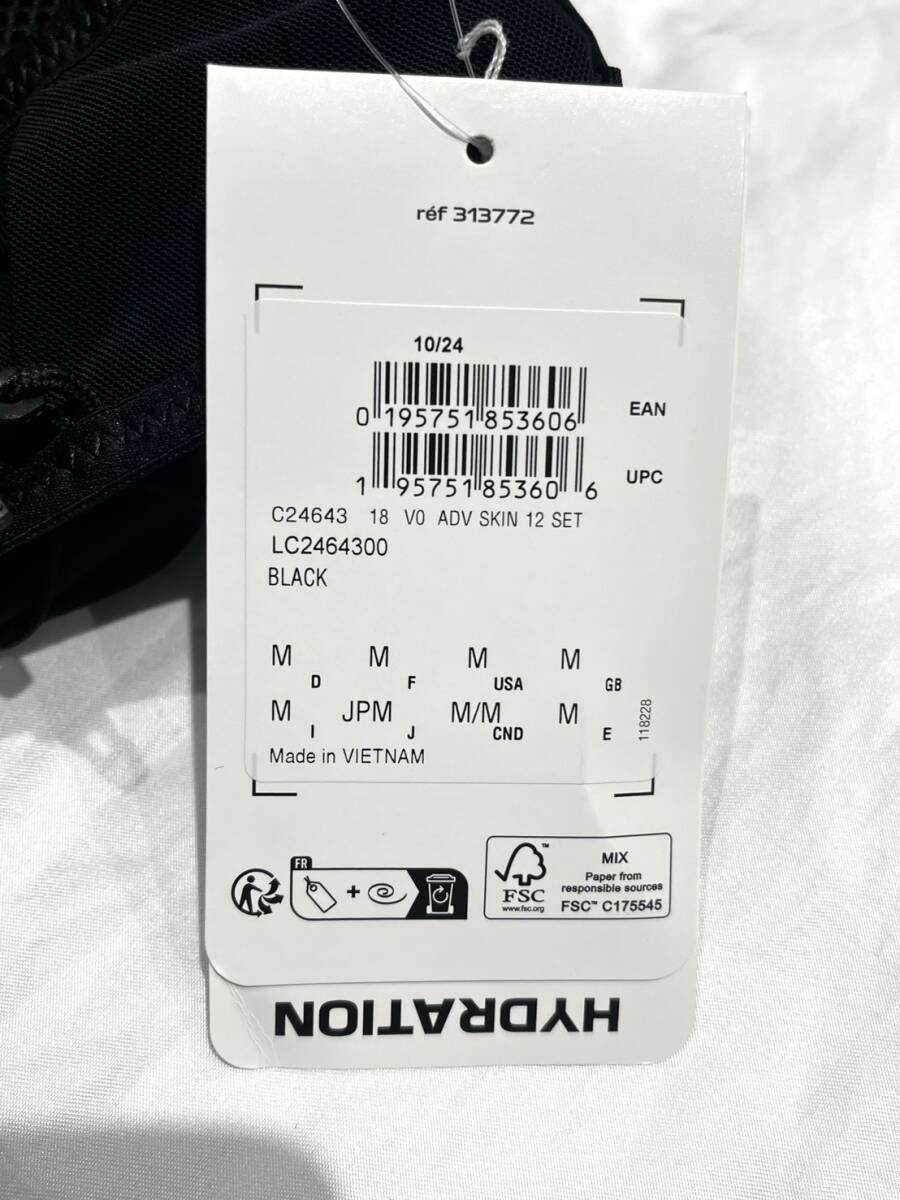 réf 313772
10/24
0 195751 853606
EAN
1 95751 85360 6
UPC
C24643 18 V0 ADV SKIN 12 SET
LC2464300
BLACK
M D M F M USA M GB
M I JPM J M/M CND M E
118228
Made in VIETNAM
FR
+
FSC™
www.fsc.org
MIX
Paper from
responsible sources
FSC™ C175545
HYDRATION